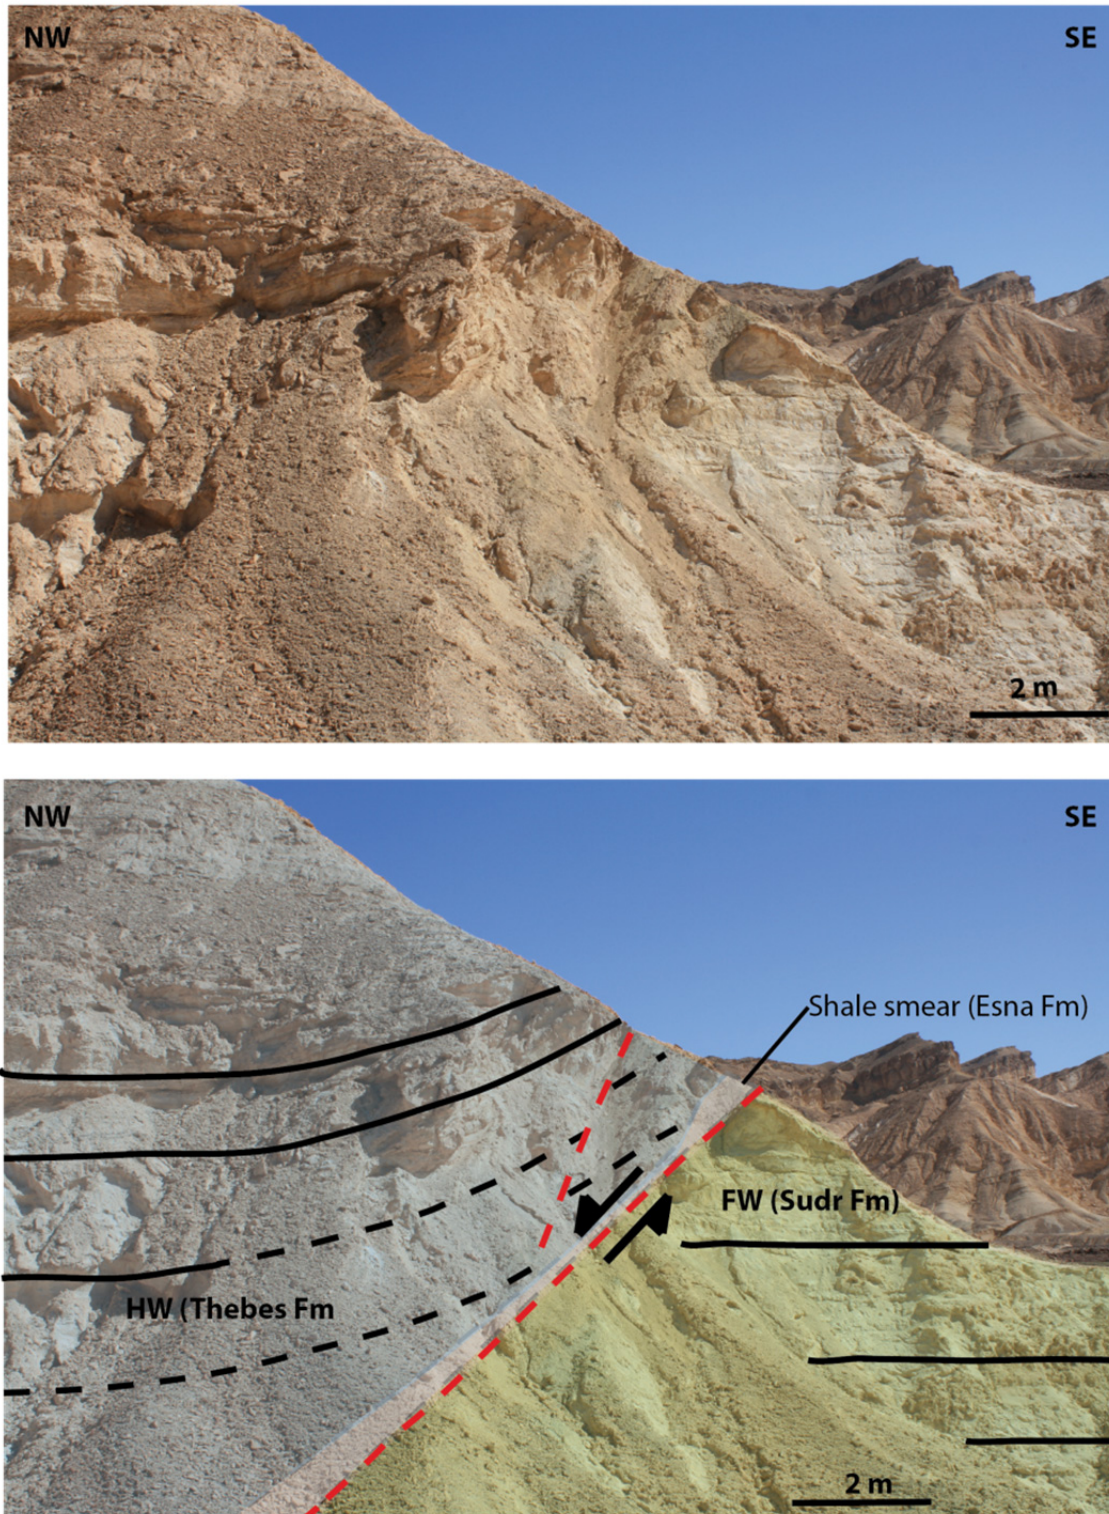 NW
SE
2 m
NW
SE
Shale smear (Esna Fm)
FW (Sudr Fm)
HW (Thebes Fm
2 m